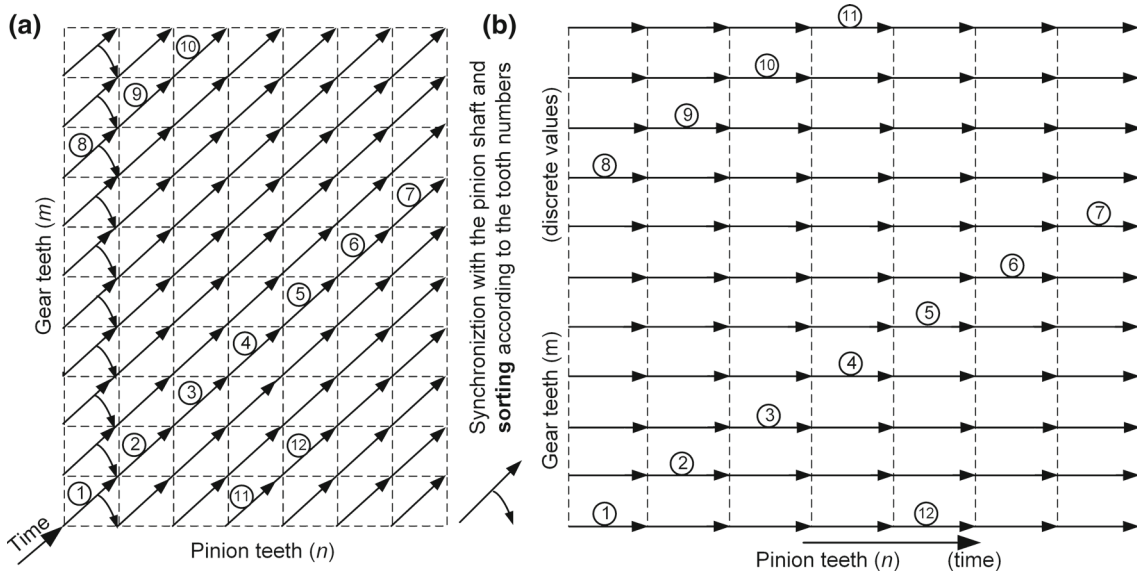 (a)
10
9
8
7
6
5
4
3
2
1
12
11
Gear teeth (m)
Time
Pinion teeth (n)
Synchroniztion with the pinion shaft and
sorting according to the tooth numbers
(b)
11
10
9
8
7
6
5
4
3
2
1
12
Gear teeth (m)
(discrete values)
Pinion teeth (n)
(time)